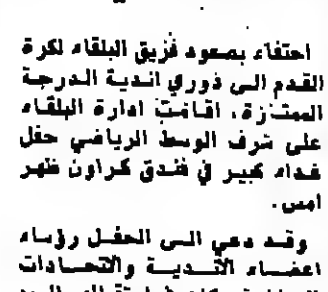 احتفاء بصعود فريق البلقاء لكرة
القدم الى دوري اندية الدرجة
الممتازة، اقامت ادارة البلقاء
على شرف الوسط الرياضي حفل
غداء كبير في فندق كراون ظهر
امس.
وقد دعي الى الحفل رؤساء
اعضاء الأندية والاتحادات